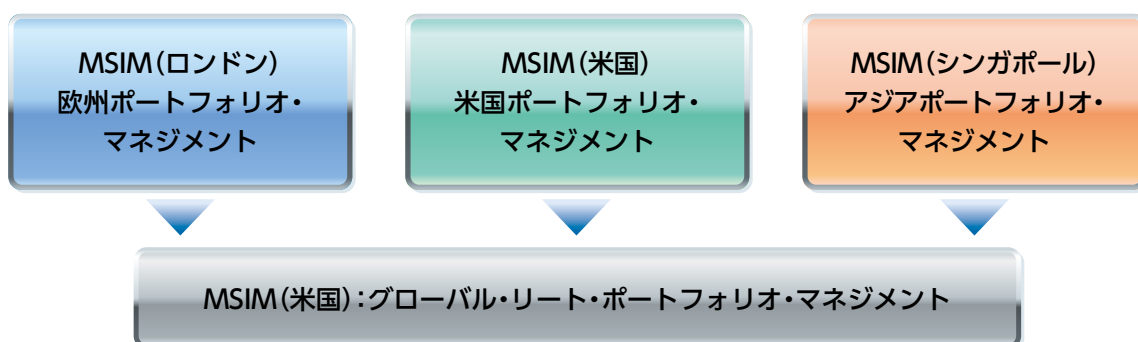 MSIM(ロンドン)
欧州ポートフォリオ・
マネジメント
MSIM(米国)
米国ポートフォリオ・
マネジメント
MSIM(シンガポール)
アジアポートフォリオ・
マネジメント
MSIM(米国):グローバル・リート・ポートフォリオ・マネジメント